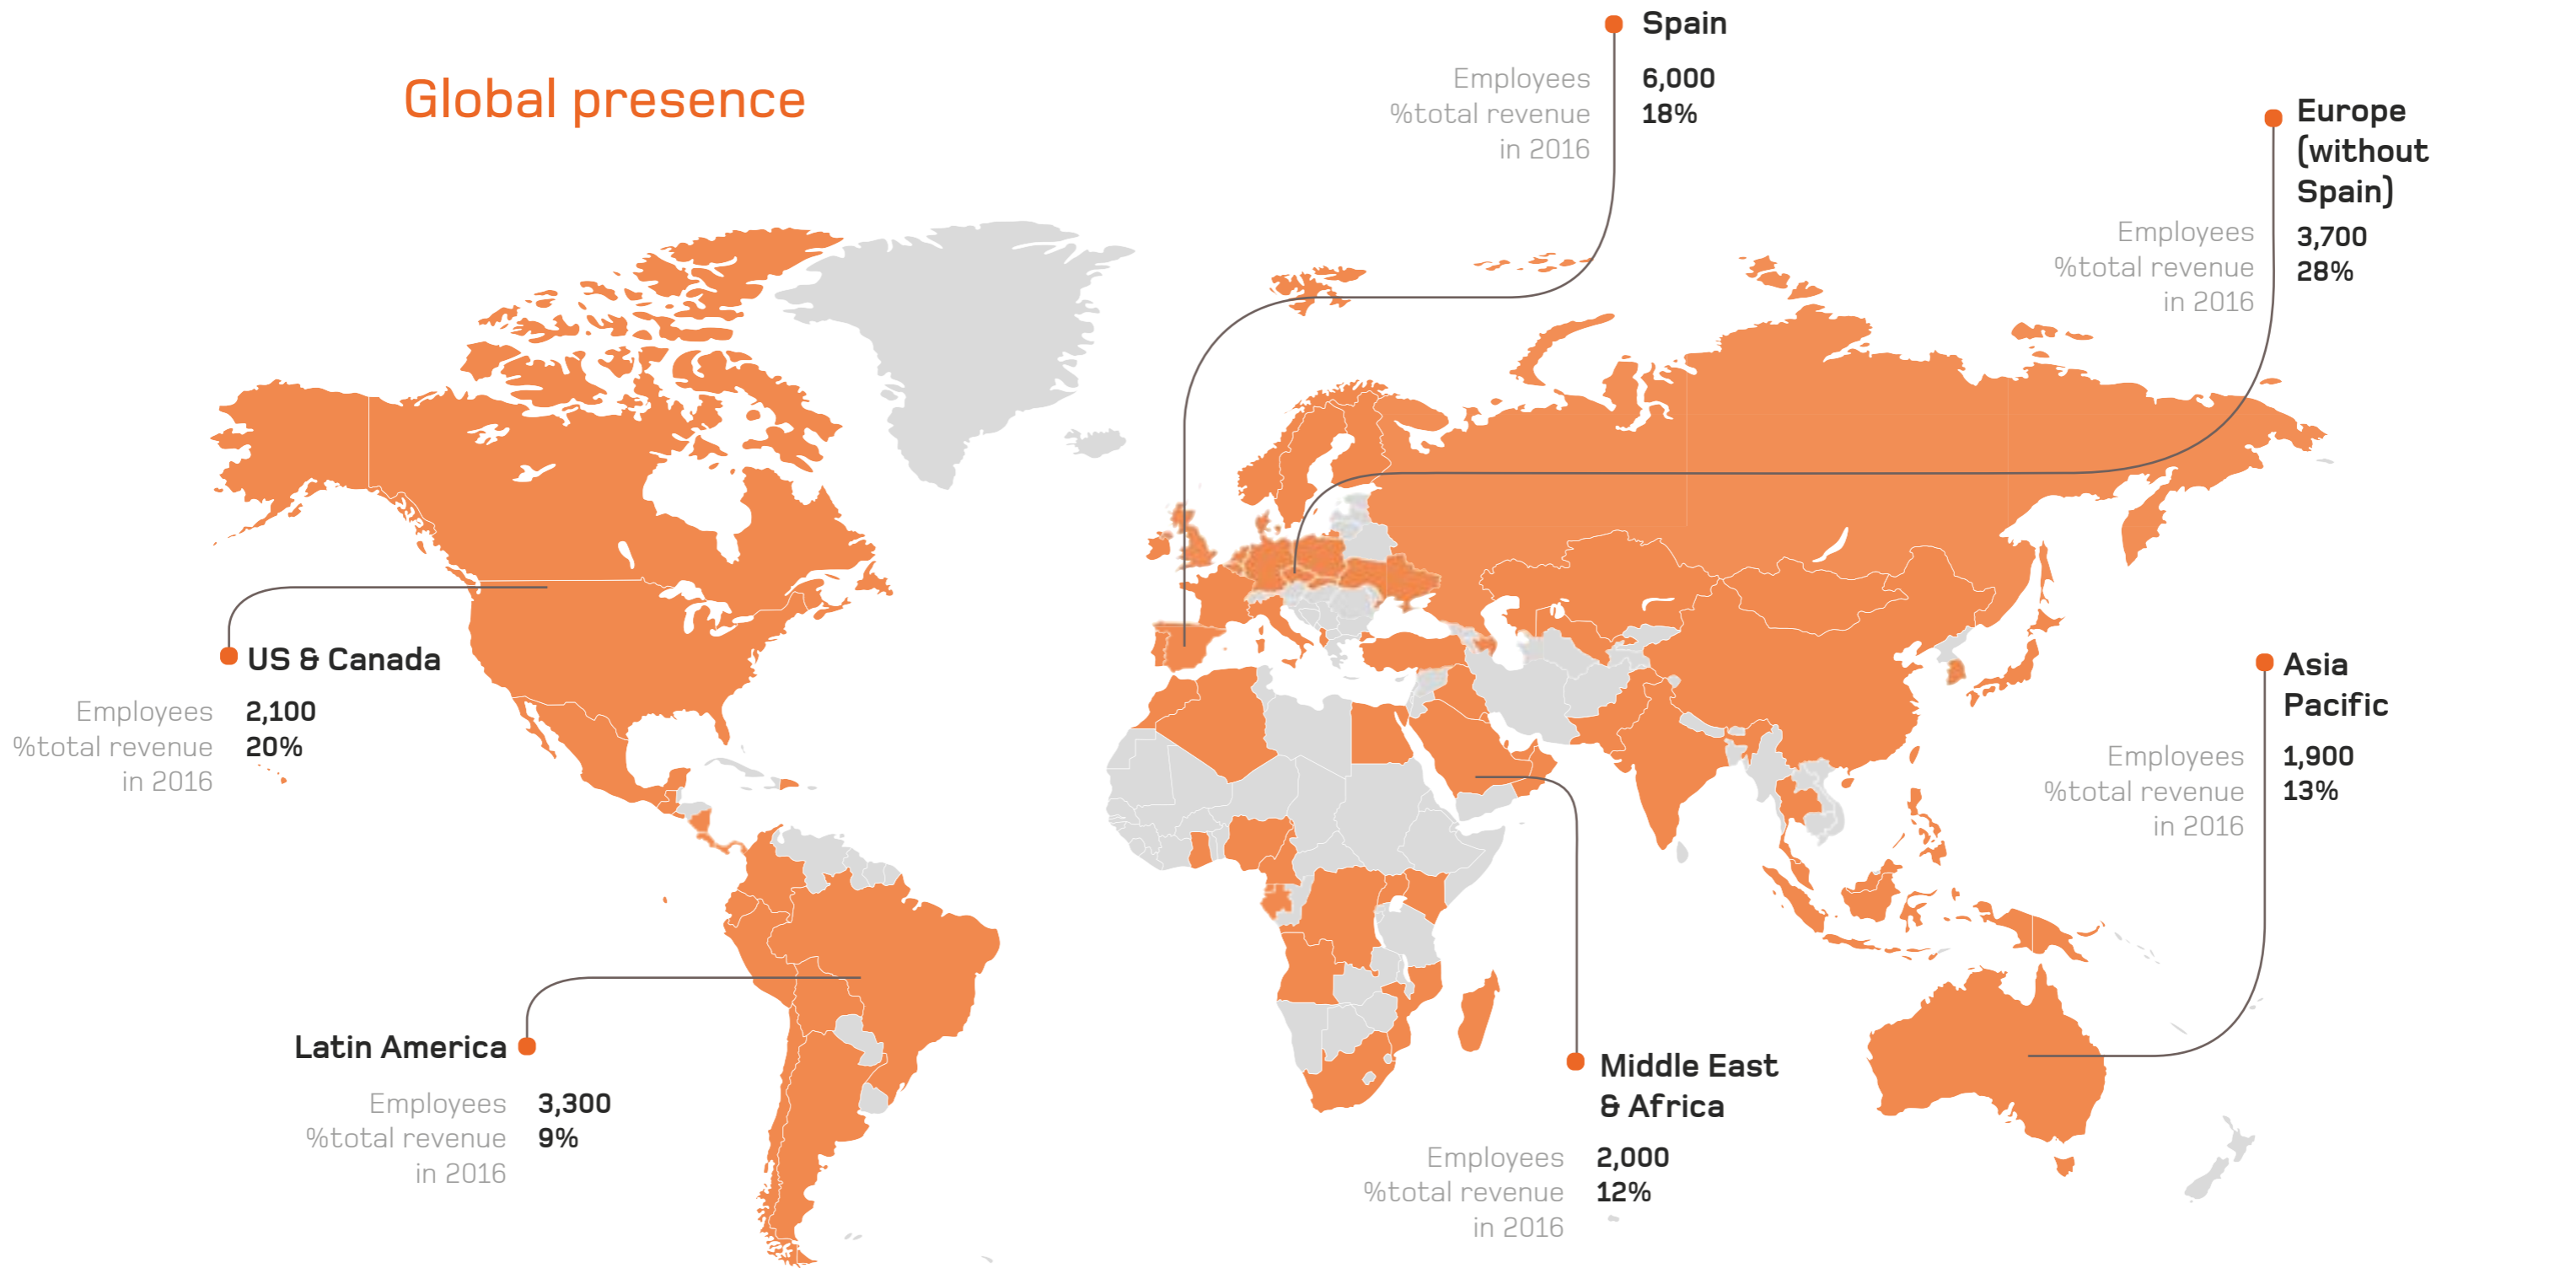 Global presence
Spain
Employees 6,000
%total revenue 18%
in 2016
Europe
(without
Spain)
Employees 3,700
%total revenue 28%
in 2016
US & Canada
Employees 2,100
%total revenue 20%
in 2016
Asia
Pacific
Employees 1,900
%total revenue 13%
in 2016
Latin America
Employees 3,300
%total revenue 9%
in 2016
Middle East
& Africa
Employees 2,000
%total revenue 12%
in 2016